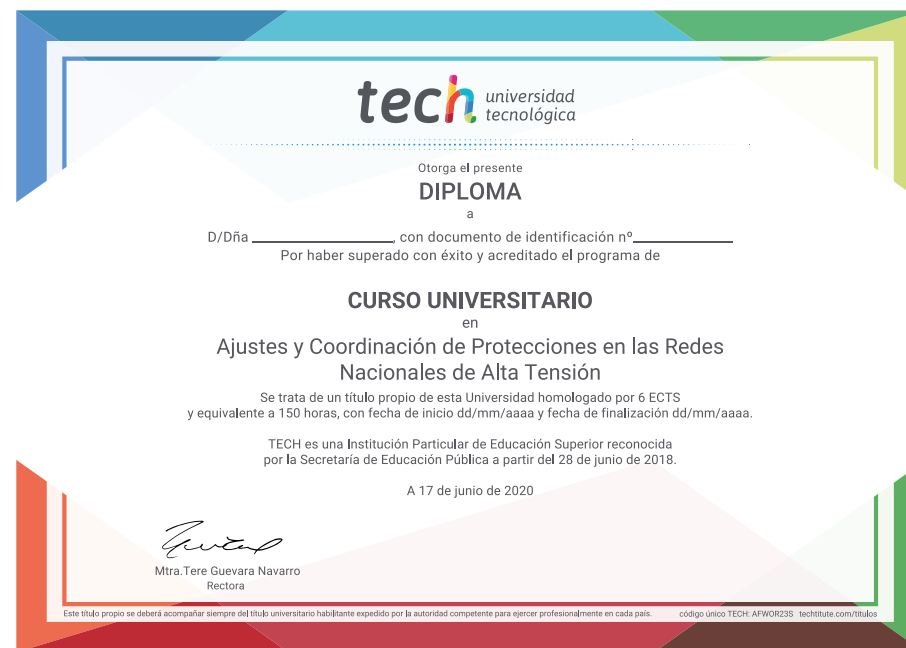 tech universidad
tecnológica
Otorga el presente
DIPLOMA
a
D/Dña ____________________, con documento de identificación nº______________
Por haber superado con éxito y acreditado el programa de
CURSO UNIVERSITARIO
en
Ajustes y Coordinación de Protecciones en las Redes
Nacionales de Alta Tensión
Se trata de un título propio de esta Universidad homologado por 6 ECTS
y equivalente a 150 horas, con fecha de inicio dd/mm/aaaa y fecha de finalización dd/mm/aaaa.
TECH es una Institución Particular de Educación Superior reconocida
por la Secretaría de Educación Pública a partir del 28 de junio de 2018.
A 17 de junio de 2020
Mtra.Tere Guevara Navarro
Rectora
Este título propio se deberá acompañar siempre del título universitario habilitante expedido por la autoridad competente para ejercer profesionalmente en cada país. código único TECH: AFWOR23S techtitute.com/titulos